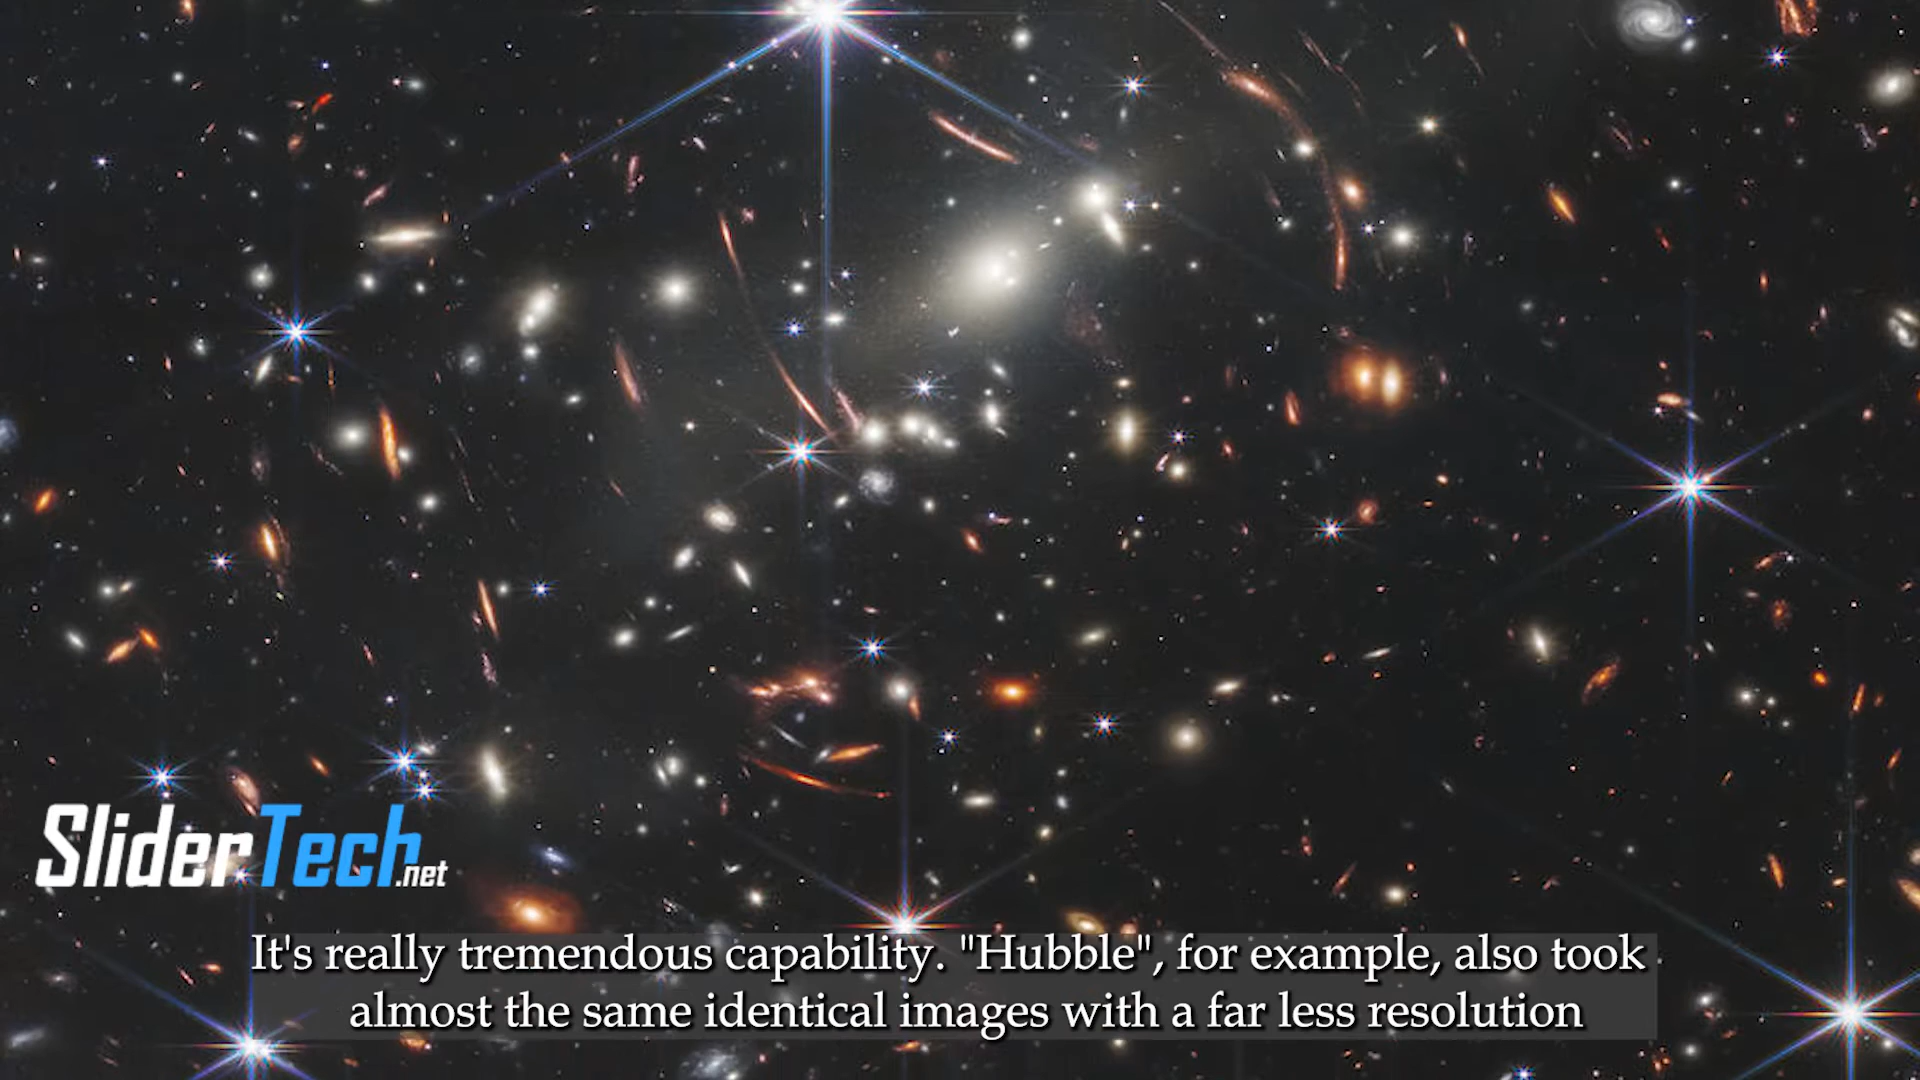 SliderTech.net
It's really tremendous capability. "Hubble", for example, also took
almost the same identical images with a far less resolution